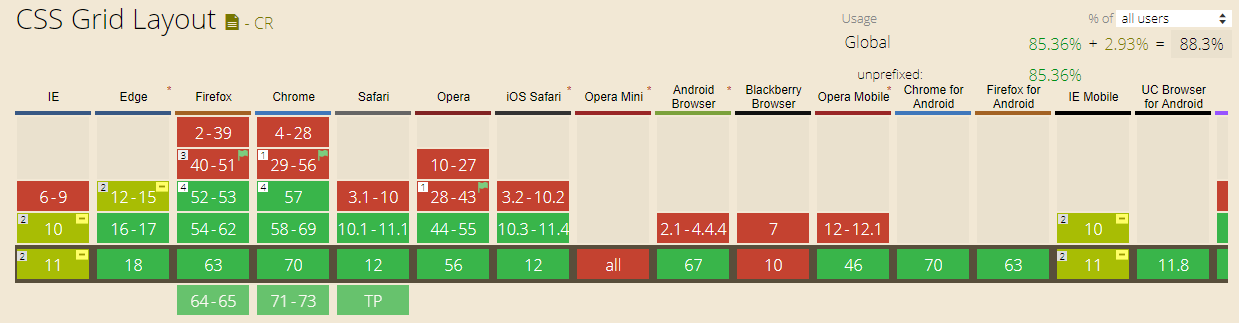 CSS Grid Layout - CR
Usage % of all users
Global 85.36% + 2.93% = 88.3%
unprefixed: 85.36%
IE Edge * Firefox Chrome Safari Opera iOS Safari * Opera Mini * Android Browser * Blackberry Browser Opera Mobile * Chrome for Android Firefox for Android IE Mobile UC Browser for Android
2-39 4-28
3 40-51 1 29-56 10-27
6-9 2 12-15 4 52-53 4 57 3.1-10 1 28-43 3.2-10.2
2 10 16-17 54-62 58-69 10.1-11.1 44-55 10.3-11.4 2.1-4.4.4 7 12-12.1 2 10
2 11 18 63 70 12 56 12 all 67 10 46 70 63 2 11 11.8
64-65 71-73 TP